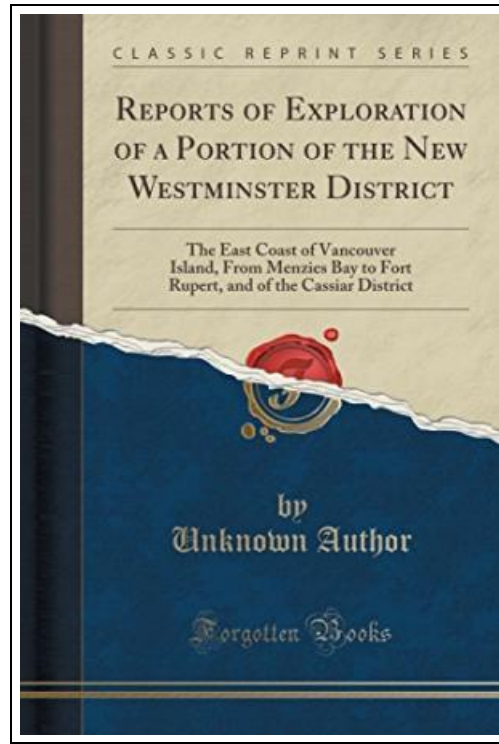 CLASSIC REPRINT SERIES
REPORTS OF EXPLORATION
OF A PORTION OF THE NEW
WESTMINSTER DISTRICT
The East Coast of Vancouver
Island, From Menzies Bay to Fort
Rupert, and of the Cassiar District
by
Unknown Author
Forgotten Books